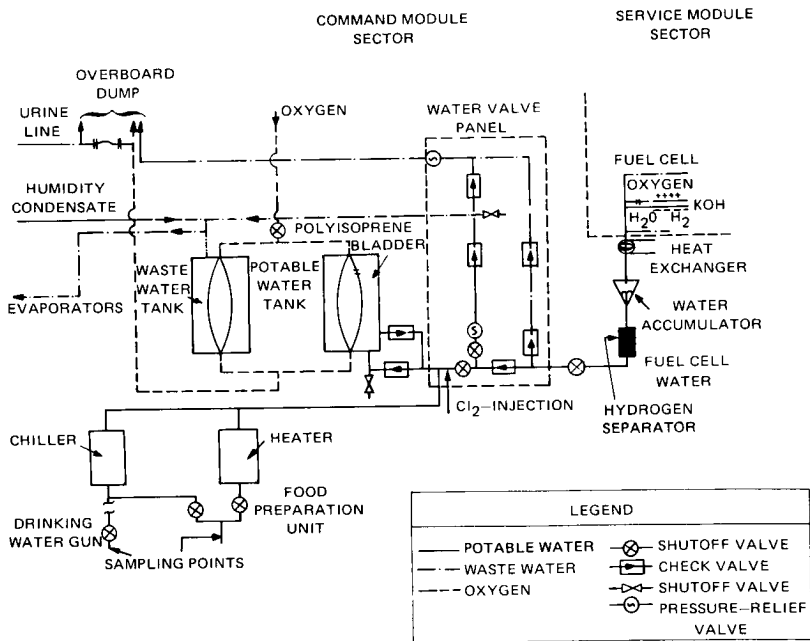 COMMAND MODULE
SECTOR
SERVICE MODULE
SECTOR
OVERBOARD
DUMP
URINE
LINE
OXYGEN
WATER VALVE
PANEL
HUMIDITY
CONDENSATE
POLYISOPRENE
BLADDER
WASTE
WATER
TANK
POTABLE
WATER
TANK
EVAPORATORS
FUEL CELL
OXYGEN
++++
KOH
H2O H2
HEAT
EXCHANGER
WATER
ACCUMULATOR
FUEL CELL
WATER
HYDROGEN
SEPARATOR
Cl2–INJECTION
S
S
CHILLER
HEATER
FOOD
PREPARATION
UNIT
DRINKING
WATER GUN
SAMPLING POINTS
LEGEND
POTABLE WATER
WASTE WATER
OXYGEN
SHUTOFF VALVE
CHECK VALVE
SHUTOFF VALVE
S PRESSURE–RELIEF
VALVE